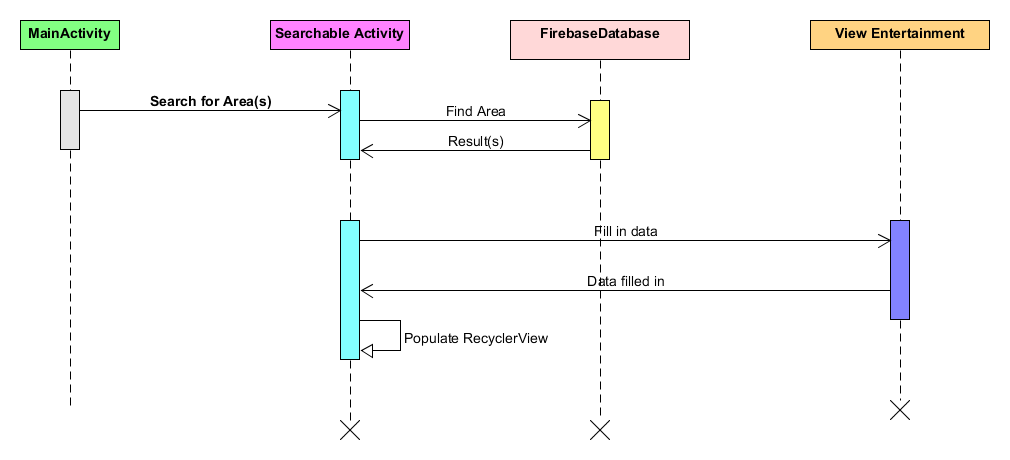 MainActivity
Searchable Activity
FirebaseDatabase
View Entertainment
Search for Area(s)
Find Area
Result(s)
Fill in data
Data filled in
Populate RecyclerView